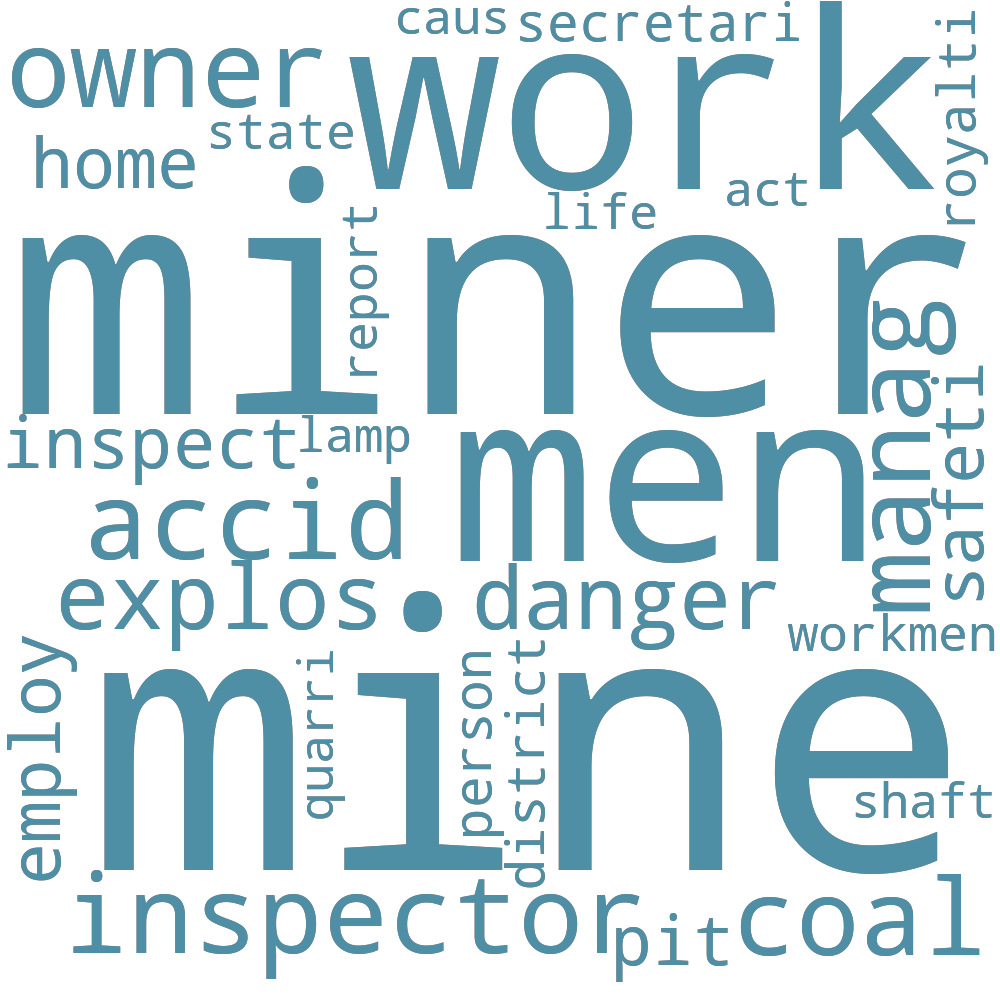 caus
secretari
owner
work
royalti
state
home
act
life
miner
report
manag
safeti
inspect
lamp
men
accid
explos
danger
workmen
employ
mine
quarri
person
district
shaft
inspector
pit
coal